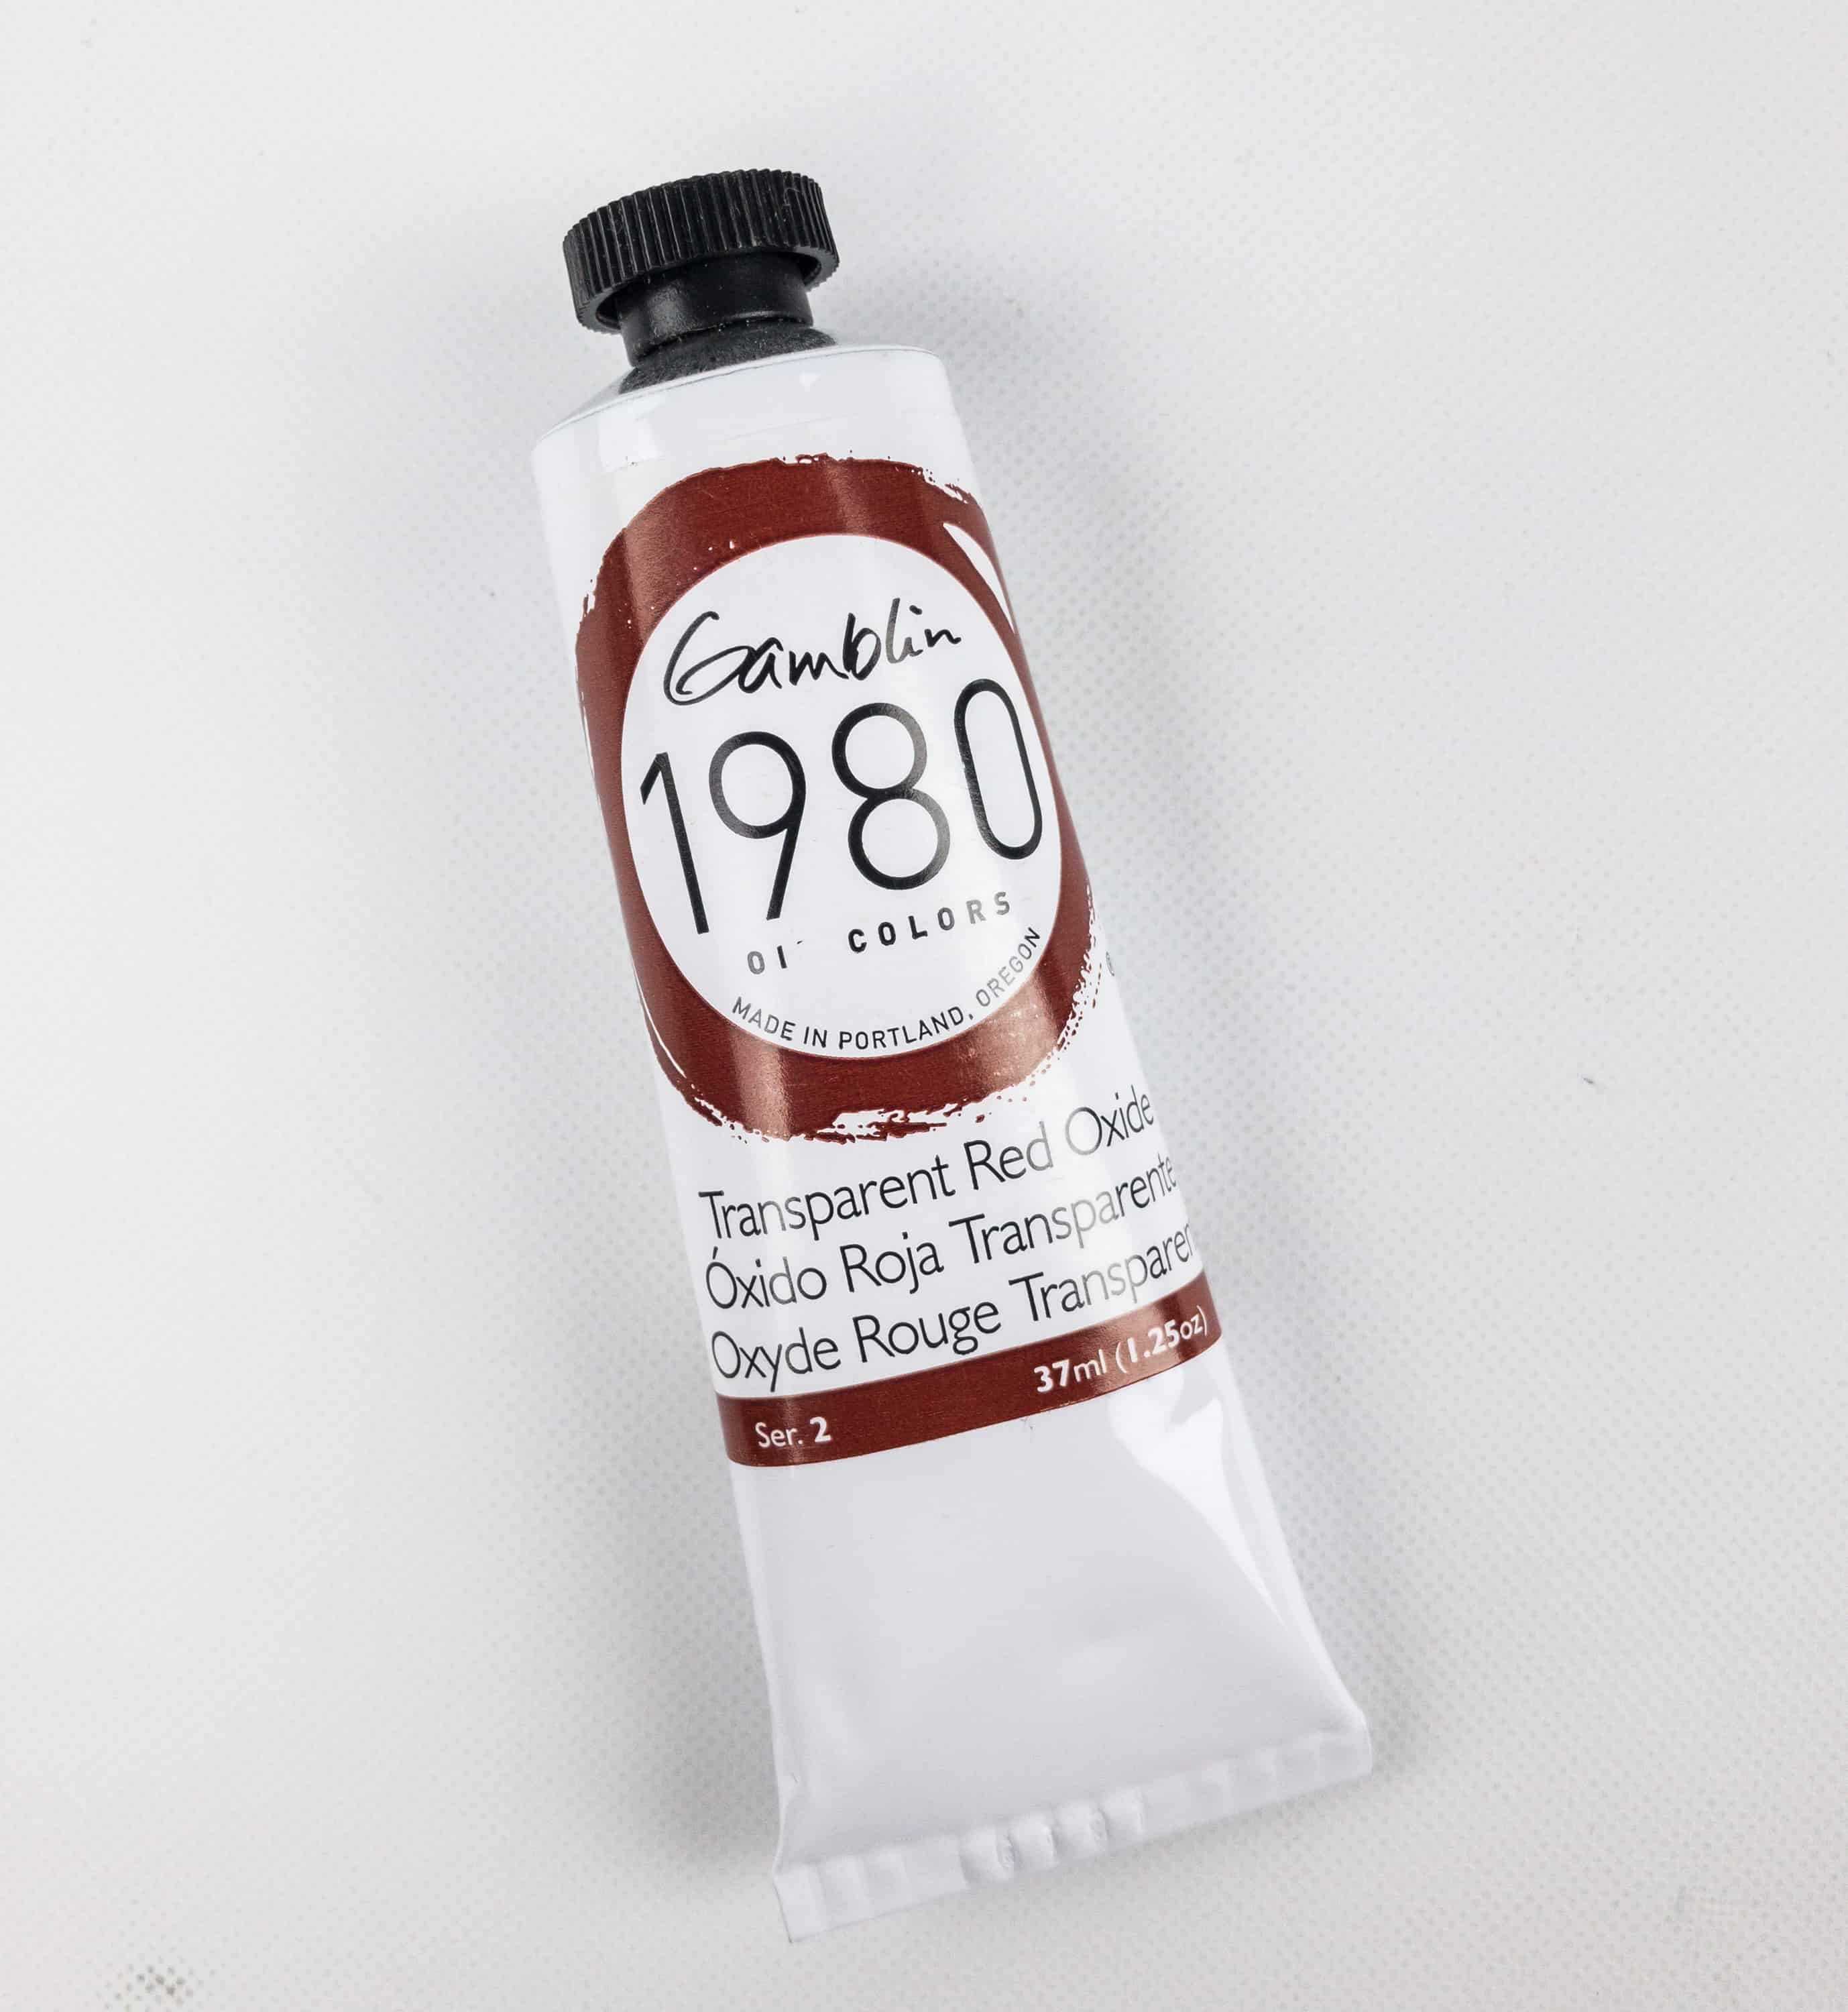 Gamblin
1980
OI COLORS
MADE IN PORTLAND, OREGON
Transparent Red Oxide
Óxido Roja Transparente
Oxyde Rouge Transparen
37ml (1.25oz)
Ser. 2